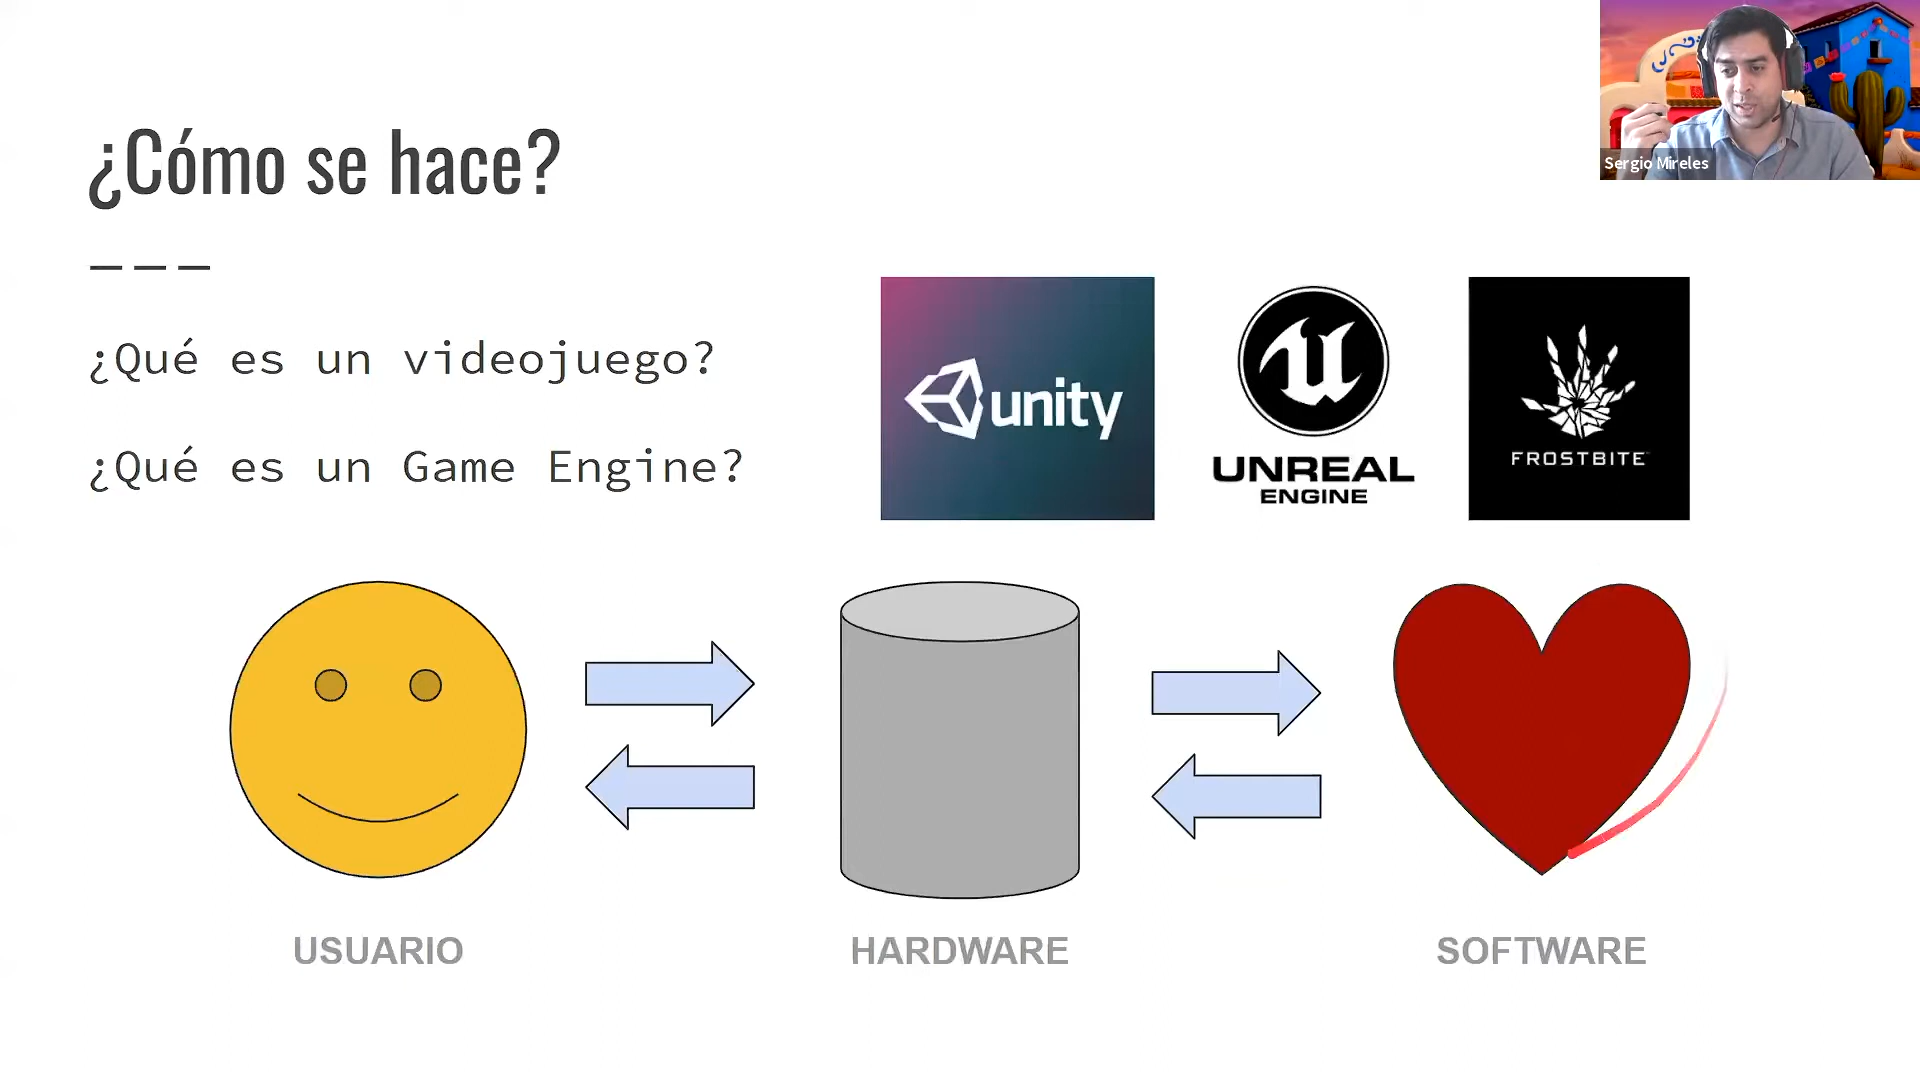 Sergio Mireles
¿Cómo se hace?
¿Qué es un videojuego?
¿Qué es un Game Engine?
unity
UNREAL
ENGINE
FROSTBITE
USUARIO
HARDWARE
SOFTWARE